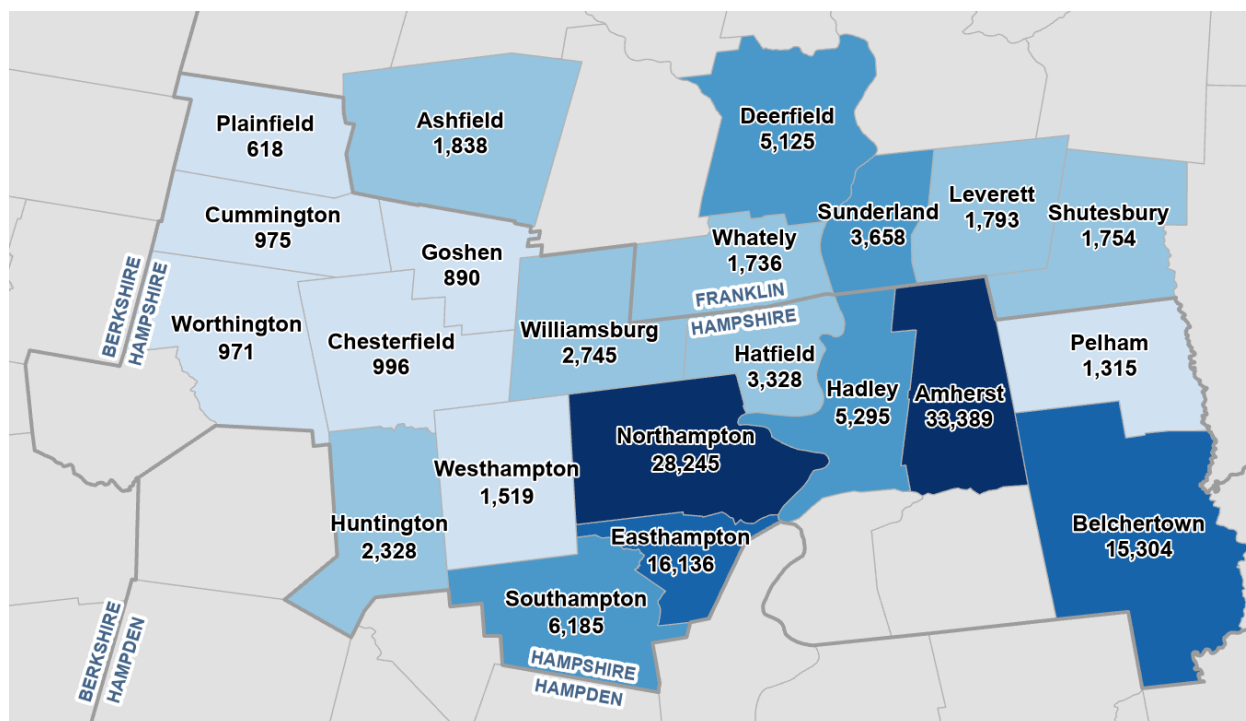 Plainfield
618
Ashfield
1,838
Deerfield
5,125
Cummington
975
Goshen
890
Whately
1,736
Sunderland
3,658
Leverett
1,793
Shutesbury
1,754
BERKSHIRE
HAMPSHIRE
FRANKLIN
HAMPSHIRE
Worthington
971
Chesterfield
996
Williamsburg
2,745
Hatfield
3,328
Hadley
5,295
Amherst
33,389
Pelham
1,315
Northampton
28,245
Westhampton
1,519
Huntington
2,328
Easthampton
16,136
Belchertown
15,304
Southampton
6,185
BERKSHIRE
HAMPDEN
HAMPSHIRE
HAMPDEN